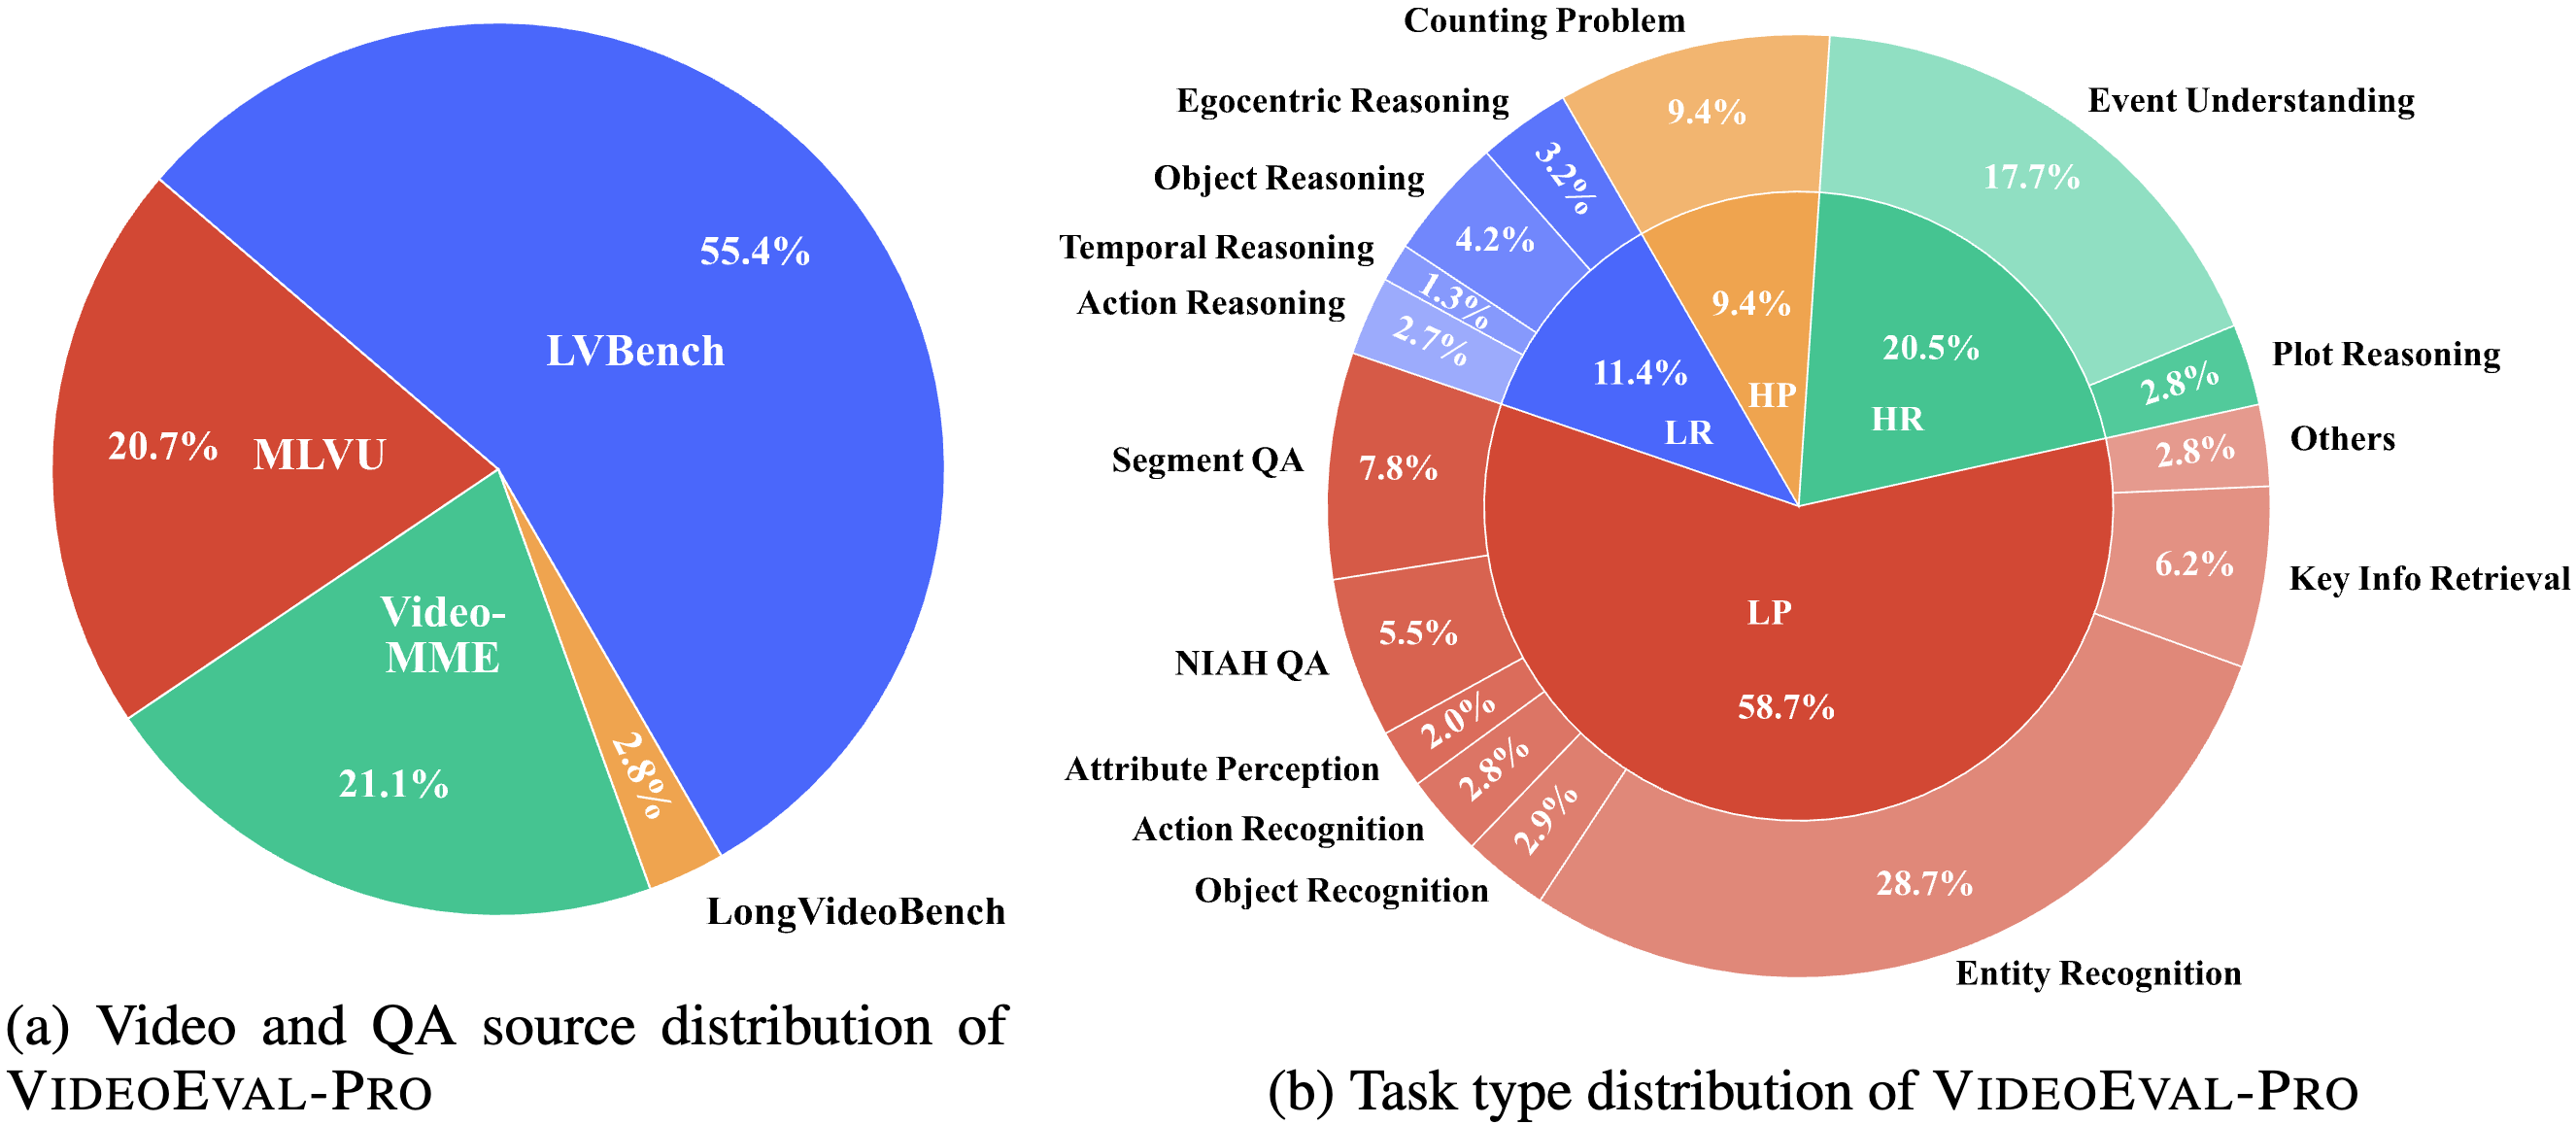 55.4%
LVBench
20.7% MLVU
Video-
MME
21.1%
2.8%
LongVideoBench
(a) Video and QA source distribution of
VIDEOEVAL-PRO
Counting Problem
9.4%
Egocentric Reasoning
3.2%
Object Reasoning
4.2%
Temporal Reasoning
1.3%
Action Reasoning
2.7%
Event Understanding
17.7%
Plot Reasoning
2.8%
Others
2.8%
Key Info Retrieval
6.2%
11.4%
LR
9.4%
HP
20.5%
HR
LP
58.7%
Segment QA
7.8%
NIAH QA
5.5%
Attribute Perception
2.0%
Action Recognition
2.8%
Object Recognition
2.9%
28.7%
Entity Recognition
(b) Task type distribution of VIDEOEVAL-PRO